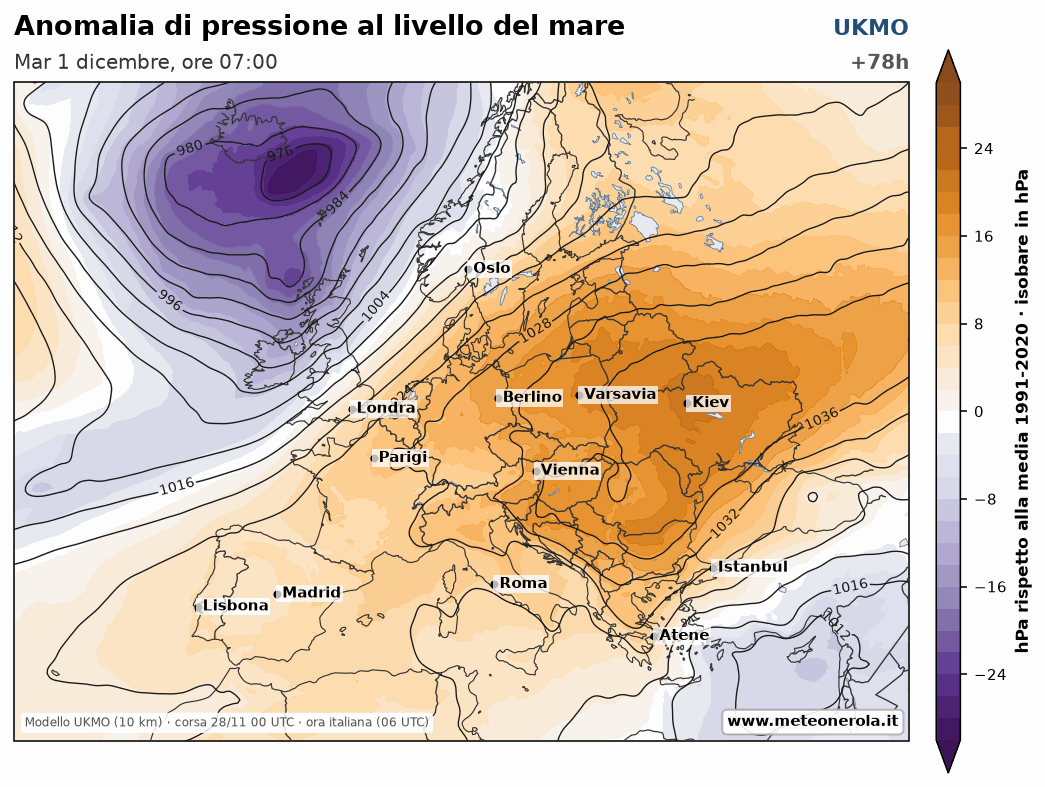 Anomalia di pressione al livello del mare
UKMO
Mar 1 dicembre, ore 07:00
+78h
980
976
984
996
1004
1028
1016
1036
1032
1016
1012
12
Oslo
Londra
Berlino
Varsavia
Kiev
Parigi
Vienna
Istanbul
Roma
Madrid
Lisbona
Atene
24
16
8
0
−8
−16
−24
hPa rispetto alla media 1991-2020 · isobare in hPa
Modello UKMO (10 km) · corsa 28/11 00 UTC · ora italiana (06 UTC)
www.meteonerola.it